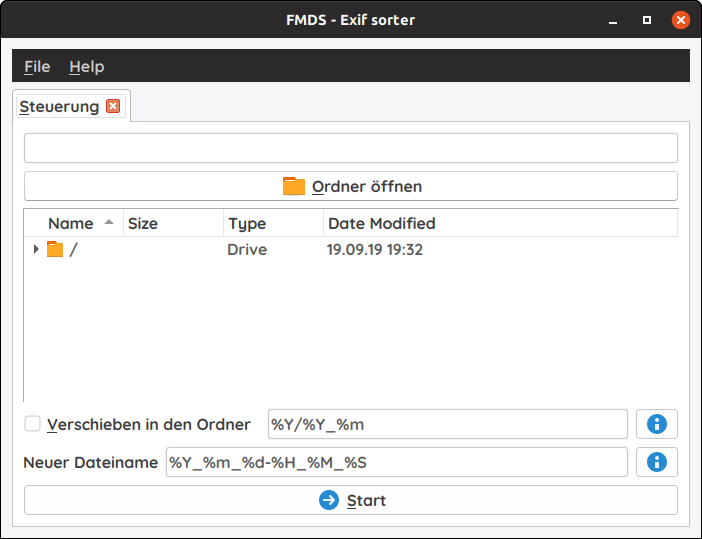 FMDS - Exif sorter
File Help
Steuerung
Ordner öffnen
Name Size Type Date Modified
/ Drive 19.09.19 19:32
Verschieben in den Ordner %Y/%Y_%m
Neuer Dateiname %Y_%m_%d-%H_%M_%S
Start